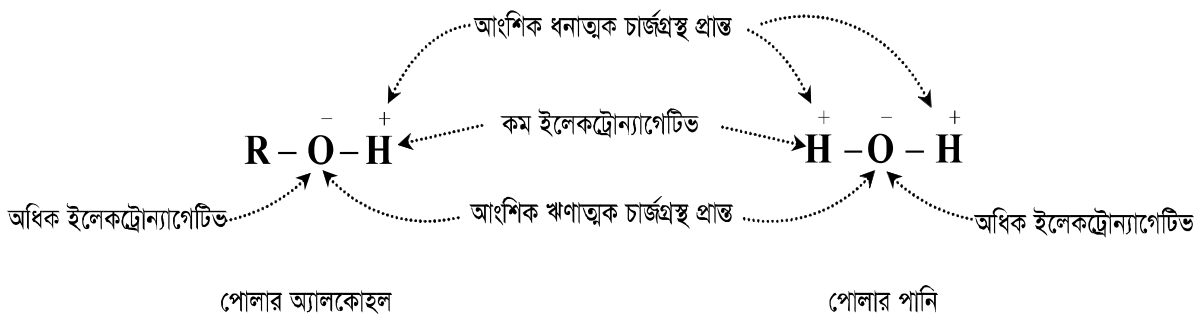 আংশিক ধনাত্মক চার্জগ্রস্থ প্রান্ত
কম ইলেকট্রোন্যাগেটিভ
R – O⁻ – H⁺
H⁺ – O⁻ – H⁺
অধিক ইলেকট্রোন্যাগেটিভ
আংশিক ঋণাত্মক চার্জগ্রস্থ প্রান্ত
অধিক ইলেকট্রোন্যাগেটিভ
পোলার অ্যালকোহল
পোলার পানি